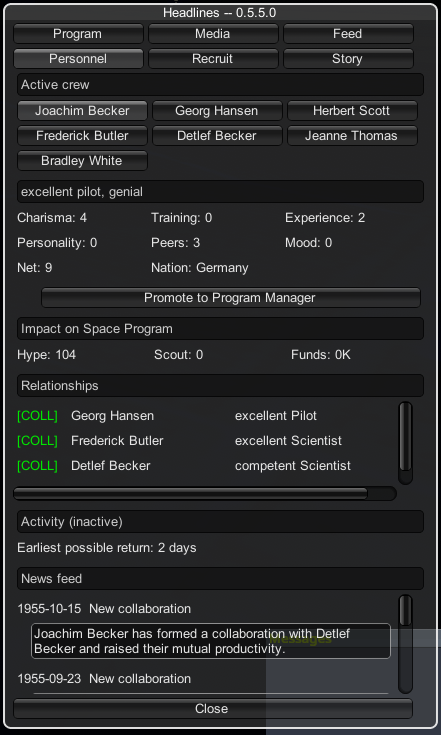 Headlines -- 0.5.5.0
Program Media Feed
Personnel Recruit Story
Active crew
Joachim Becker Georg Hansen Herbert Scott
Frederick Butler Detlef Becker Jeanne Thomas
Bradley White
excellent pilot, genial
Charisma: 4 Training: 0 Experience: 2
Personality: 0 Peers: 3 Mood: 0
Net: 9 Nation: Germany
Promote to Program Manager
Impact on Space Program
Hype: 104 Scout: 0 Funds: 0K
Relationships
[COLL] Georg Hansen excellent Pilot
[COLL] Frederick Butler excellent Scientist
[COLL] Detlef Becker competent Scientist
Activity (inactive)
Earliest possible return: 2 days
News feed
1955-10-15 New collaboration
Joachim Becker has formed a collaboration with Detlef
Becker and raised their mutual productivity.
Messages
1955-09-23 New collaboration
Close